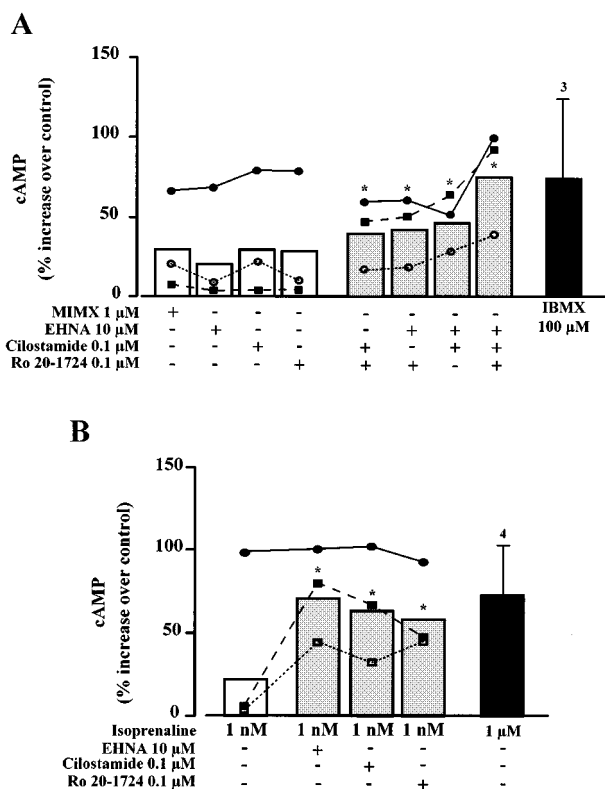 A
cAMP
(% increase over control)
150
100
50
0
* * * *
3
MIMX 1 µM + - - - - - - -
EHNA 10 µM - + - - - + + +
Cilostamide 0.1 µM - - + - + - + +
Ro 20-1724 0.1 µM - - - + + + - +
IBMX
100 µM
B
cAMP
(% increase over control)
150
100
50
0
* * *
4
Isoprenaline 1 nM 1 nM 1 nM 1 nM 1 µM
EHNA 10 µM - + - - -
Cilostamide 0.1 µM - - + - -
Ro 20-1724 0.1 µM - - - + -